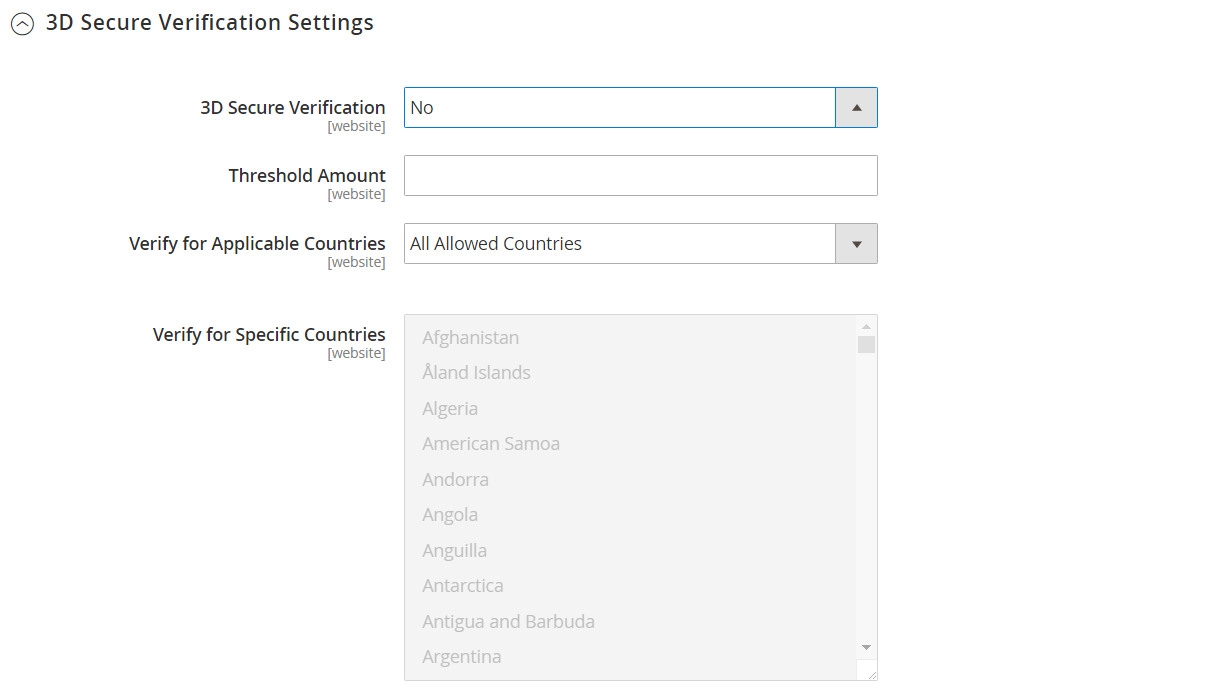 3D Secure Verification Settings
3D Secure Verification
[website]
No
Threshold Amount
[website]
Verify for Applicable Countries
[website]
All Allowed Countries
Verify for Specific Countries
[website]
Afghanistan
Åland Islands
Algeria
American Samoa
Andorra
Angola
Anguilla
Antarctica
Antigua and Barbuda
Argentina